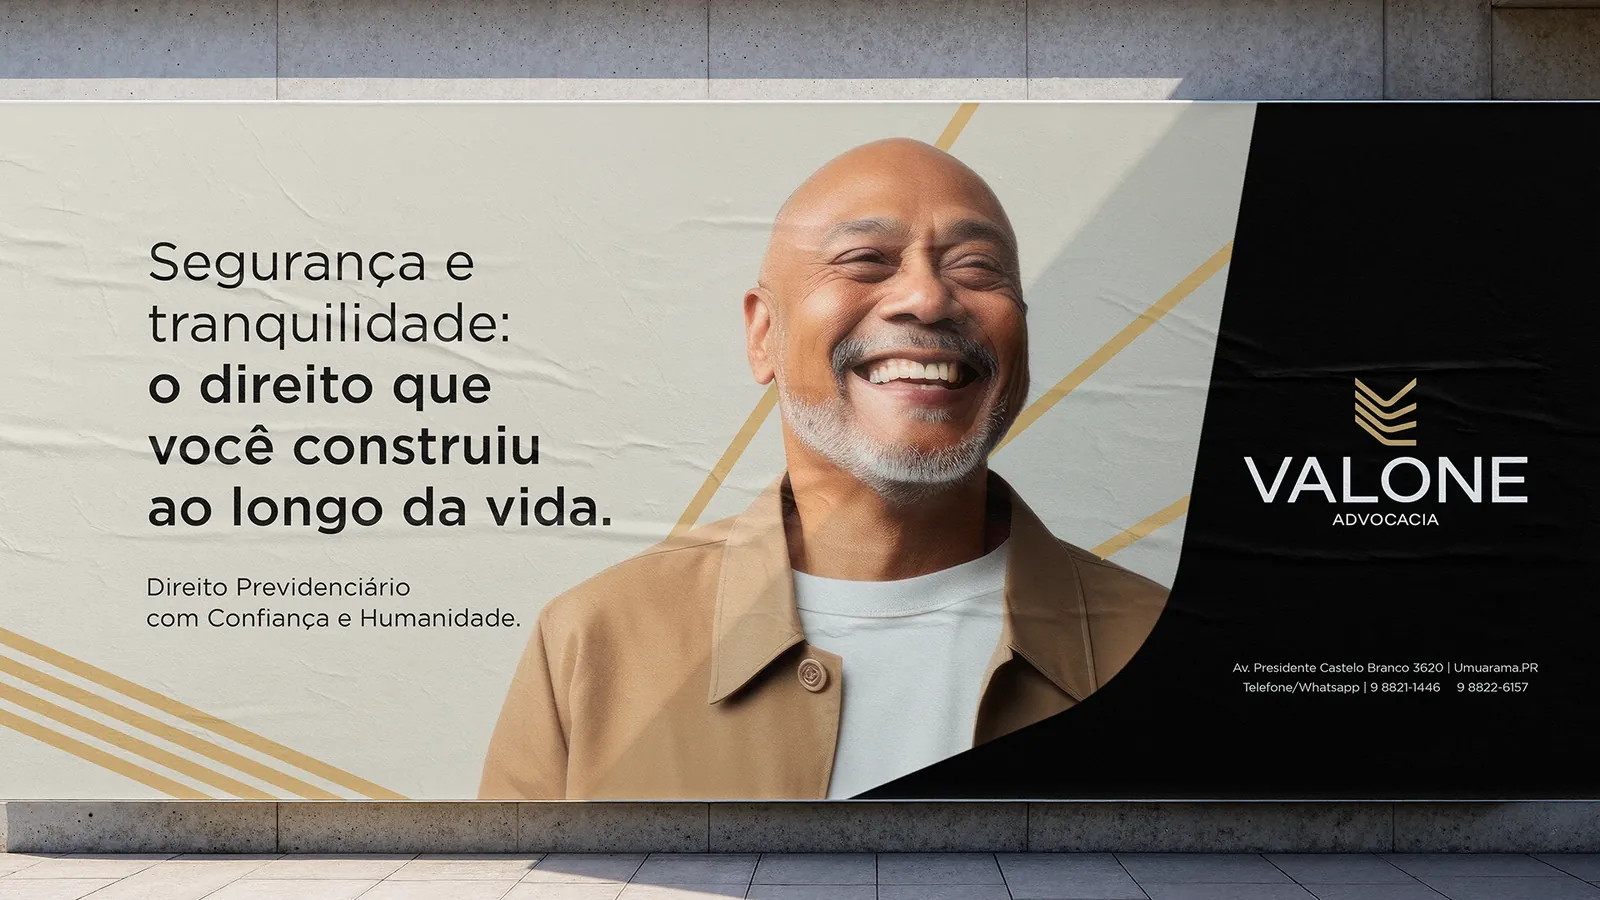 Segurança e
tranquilidade:
o direito que
você construiu
ao longo da vida.
Direito Previdenciário
com Confiança e Humanidade.
VALONE
ADVOCACIA
Av. Presidente Castelo Branco 3620 | Umuarama.PR
Telefone/Whatsapp | 9 8821-1446 9 8822-6157